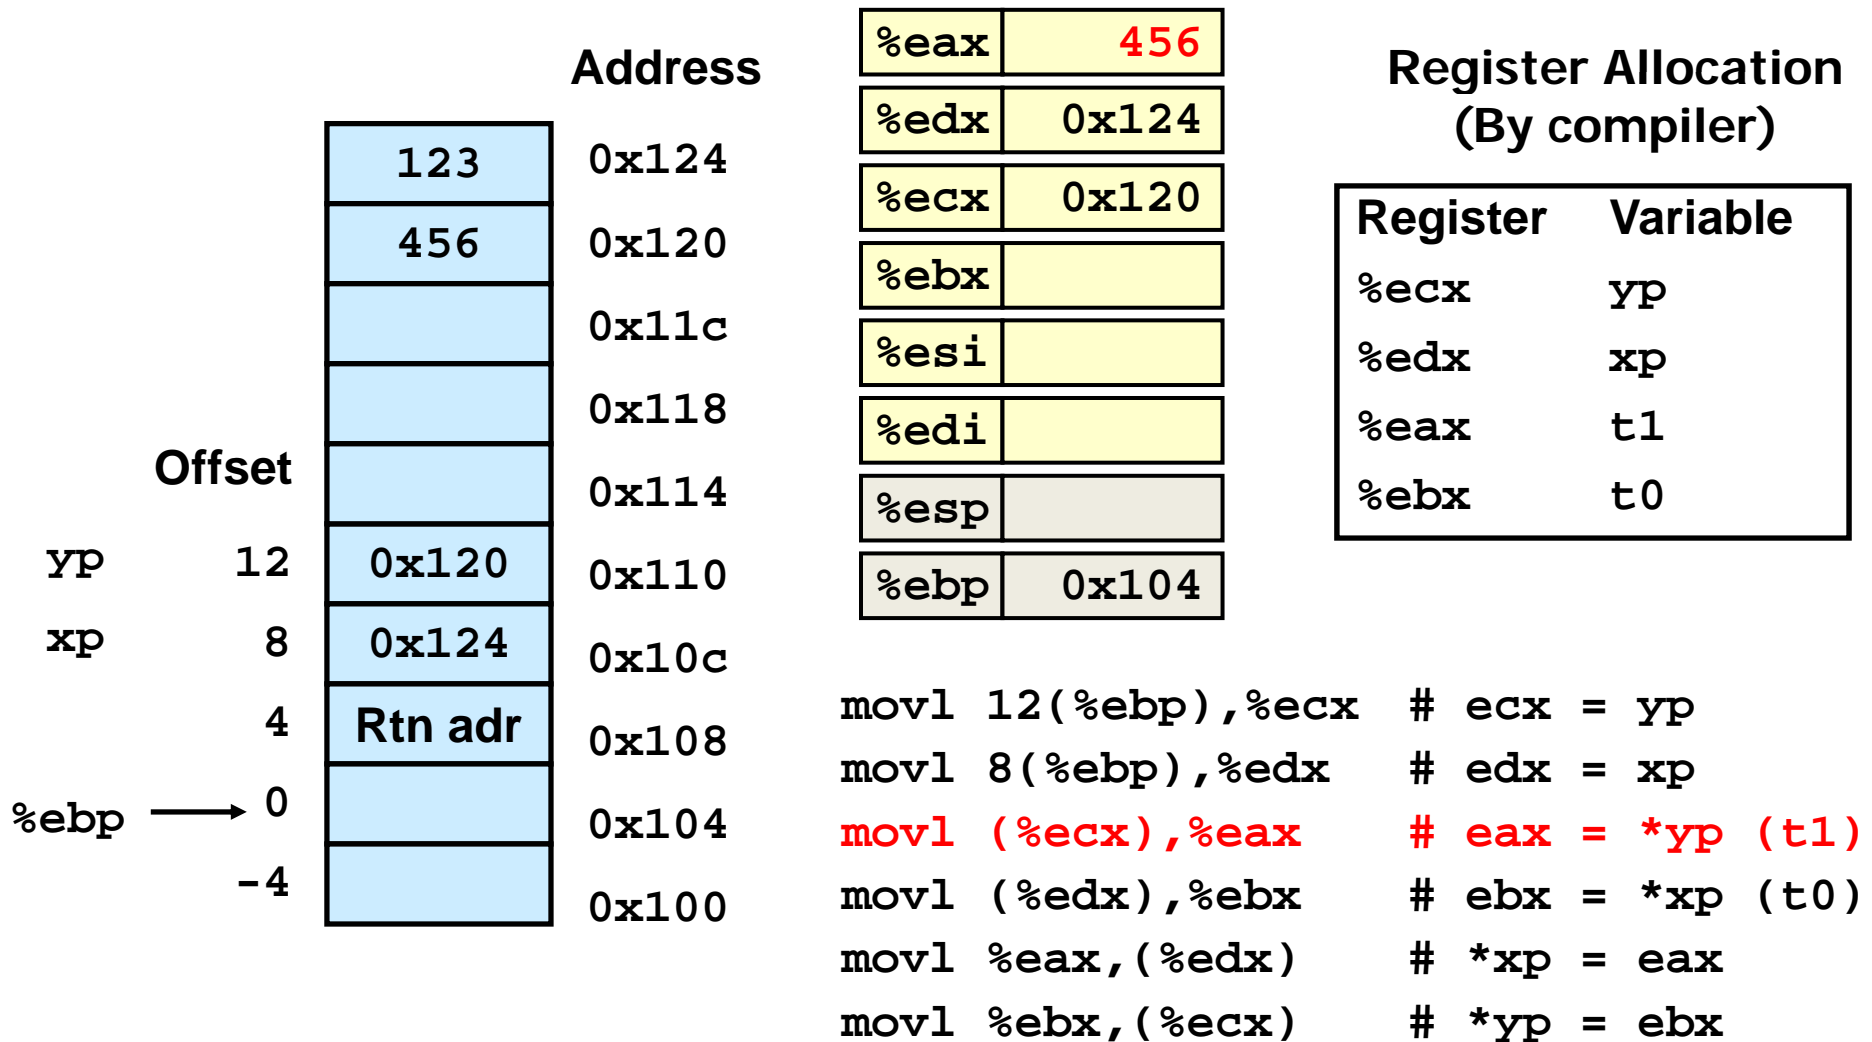 Address
123 0x124
456 0x120
0x11c
0x118
Offset
0x114
yp 12 0x120 0x110
xp 8 0x124 0x10c
4 Rtn adr 0x108
%ebp 0 0x104
-4 0x100
%eax 456
%edx 0x124
%ecx 0x120
%ebx
%esi
%edi
%esp
%ebp 0x104
Register Allocation
(By compiler)
Register Variable
%ecx yp
%edx xp
%eax t1
%ebx t0
movl 12(%ebp),%ecx # ecx = yp
movl 8(%ebp),%edx # edx = xp
movl (%ecx),%eax # eax = *yp (t1)
movl (%edx),%ebx # ebx = *xp (t0)
movl %eax,(%edx) # *xp = eax
movl %ebx,(%ecx) # *yp = ebx